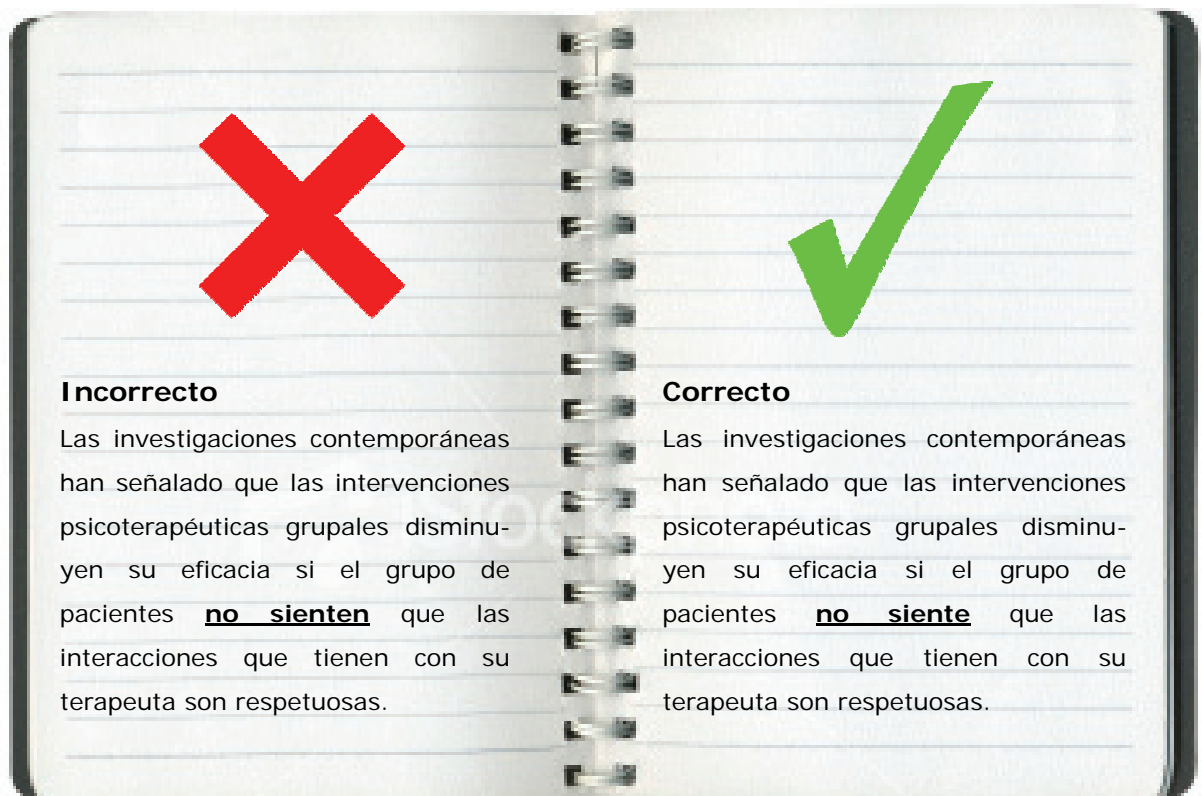 Incorrecto
Las investigaciones contemporáneas
han señalado que las intervenciones
psicoterapéuticas grupales disminu-
yen su eficacia si el grupo de
pacientes no sienten que las
interacciones que tienen con su
terapeuta son respetuosas.
Correcto
Las investigaciones contemporáneas
han señalado que las intervenciones
psicoterapéuticas grupales disminu-
yen su eficacia si el grupo de
pacientes no siente que las
interacciones que tienen con su
terapeuta son respetuosas.